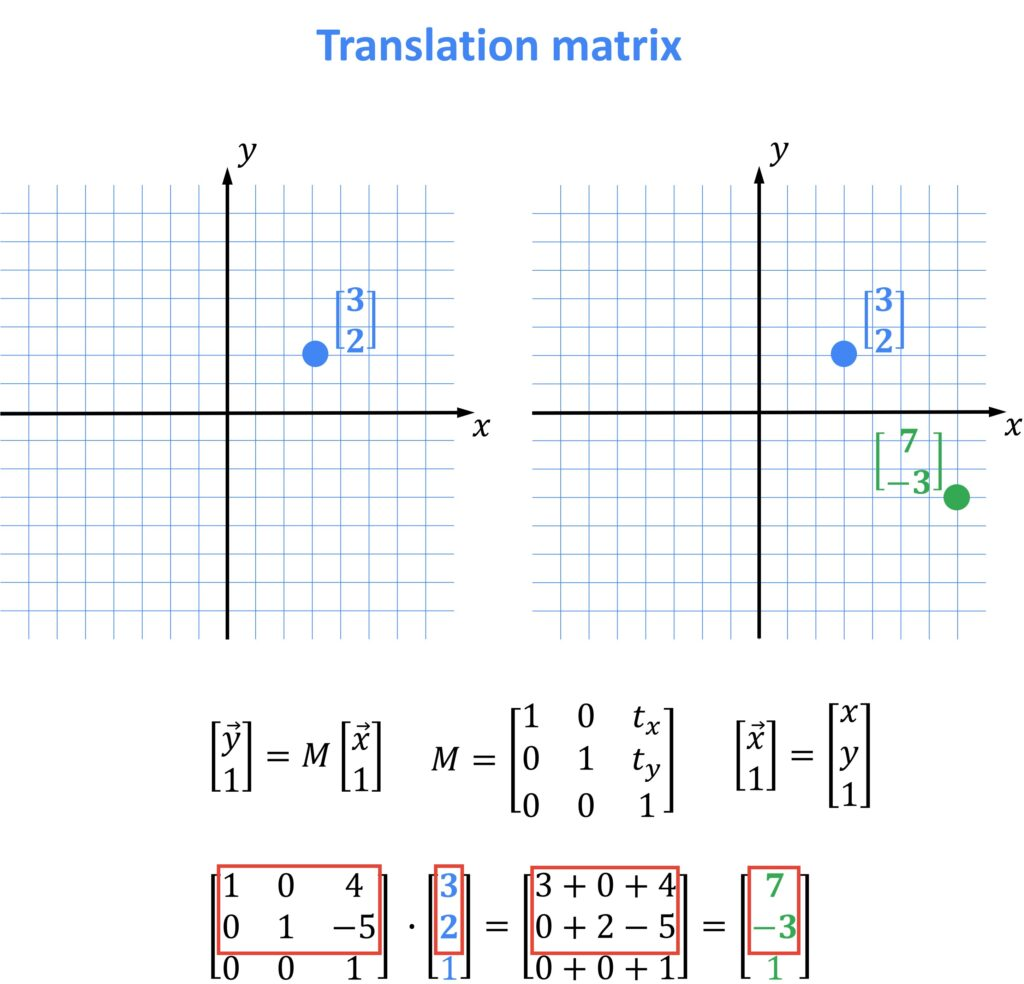 Translation matrix
y
y
[3
2]
[3
2]
x
x
[7
−3]
[y⃗
1] = M [x⃗
1]
M = [1 0 tₓ
0 1 t_y
0 0 1]
[x⃗
1] = [x
y
1]
[1 0 4
0 1 −5
0 0 1] · [3
2
1] = [3 + 0 + 4
0 + 2 − 5
0 + 0 + 1] = [7
−3
1]